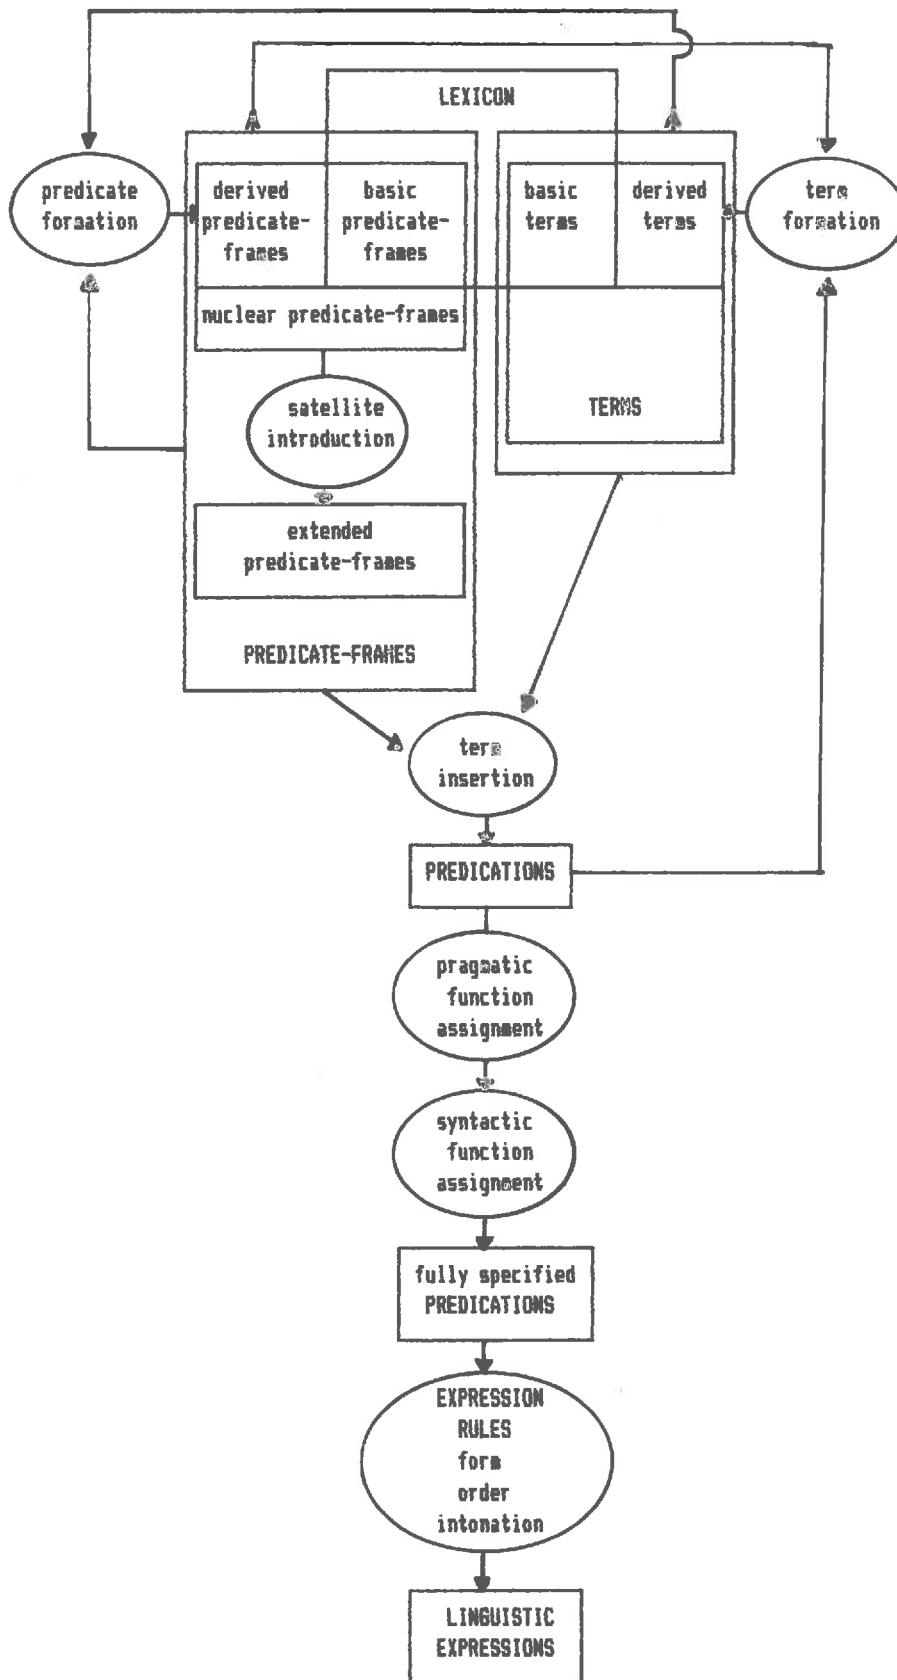 LEXICON
predicate
formation
derived
predicate-
frames
basic
predicate-
frames
basic
terms
derived
terms
term
formation
nuclear predicate-frames
satellite
introduction
TERMS
extended
predicate-frames
PREDICATE-FRAMES
term
insertion
PREDICATIONS
pragmatic
function
assignment
syntactic
function
assignment
fully specified
PREDICATIONS
EXPRESSION
RULES
form
order
intonation
LINGUISTIC
EXPRESSIONS